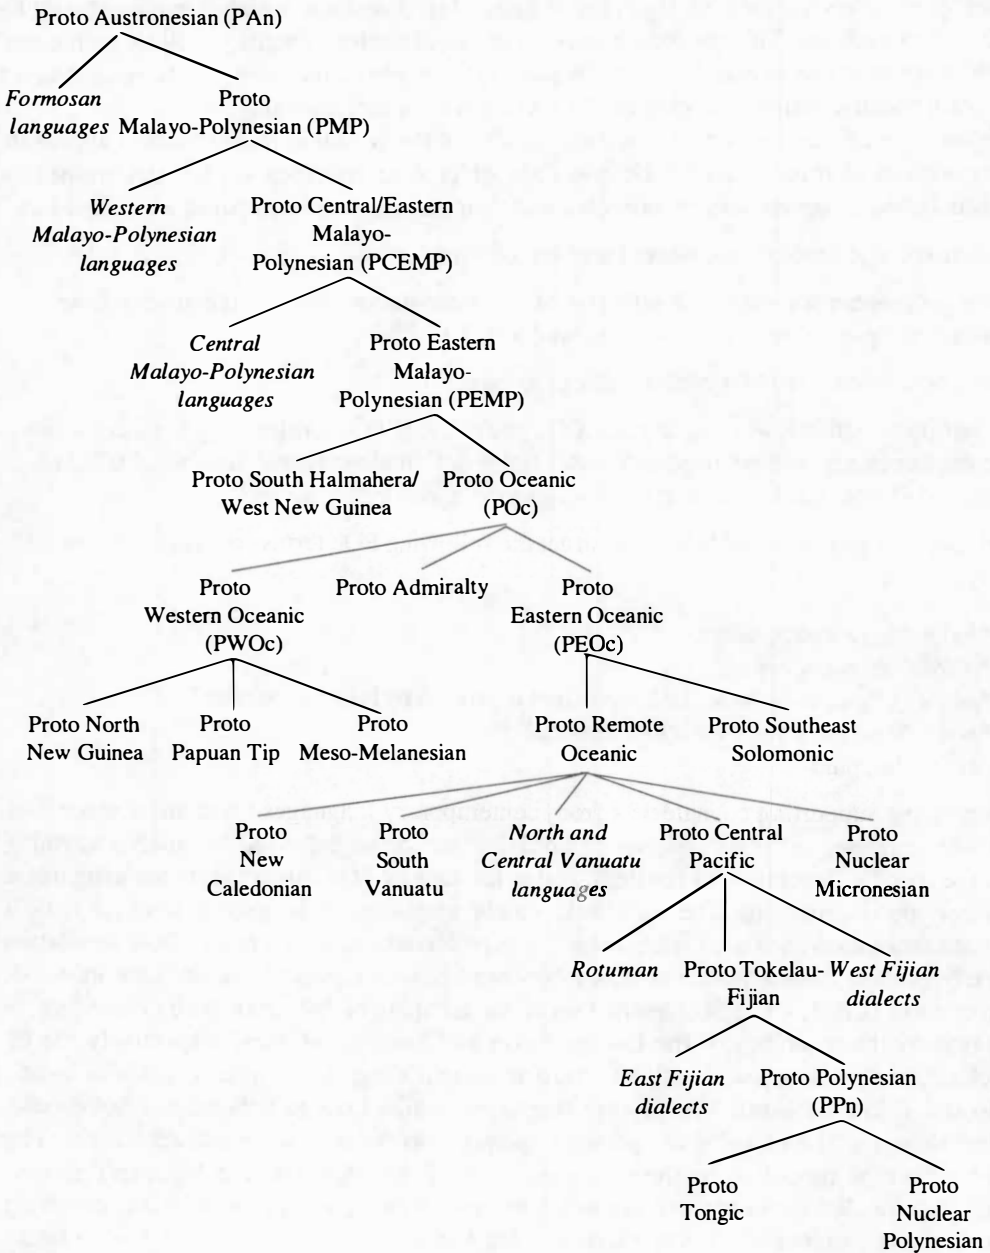 Proto Austronesian (PAn)
Formosan
languages
Proto
Malayo-Polynesian (PMP)
Western
Malayo-Polynesian
languages
Proto Central/Eastern
Malayo-
Polynesian (PCEMP)
Central
Malayo-Polynesian
languages
Proto Eastern
Malayo-
Polynesian (PEMP)
Proto South Halmahera/
West New Guinea
Proto Oceanic
(POc)
Proto
Western Oceanic
(PWOc)
Proto Admiralty
Proto
Eastern Oceanic
(PEOc)
Proto North
New Guinea
Proto
Papuan Tip
Proto
Meso-Melanesian
Proto Remote
Oceanic
Proto Southeast
Solomonic
Proto
New
Caledonian
Proto
South
Vanuatu
North and
Central Vanuatu
languages
Proto Central
Pacific
Proto
Nuclear
Micronesian
Rotuman
Proto Tokelau-
Fijian
West Fijian
dialects
East Fijian
dialects
Proto Polynesian
(PPn)
Proto
Tongic
Proto
Nuclear
Polynesian